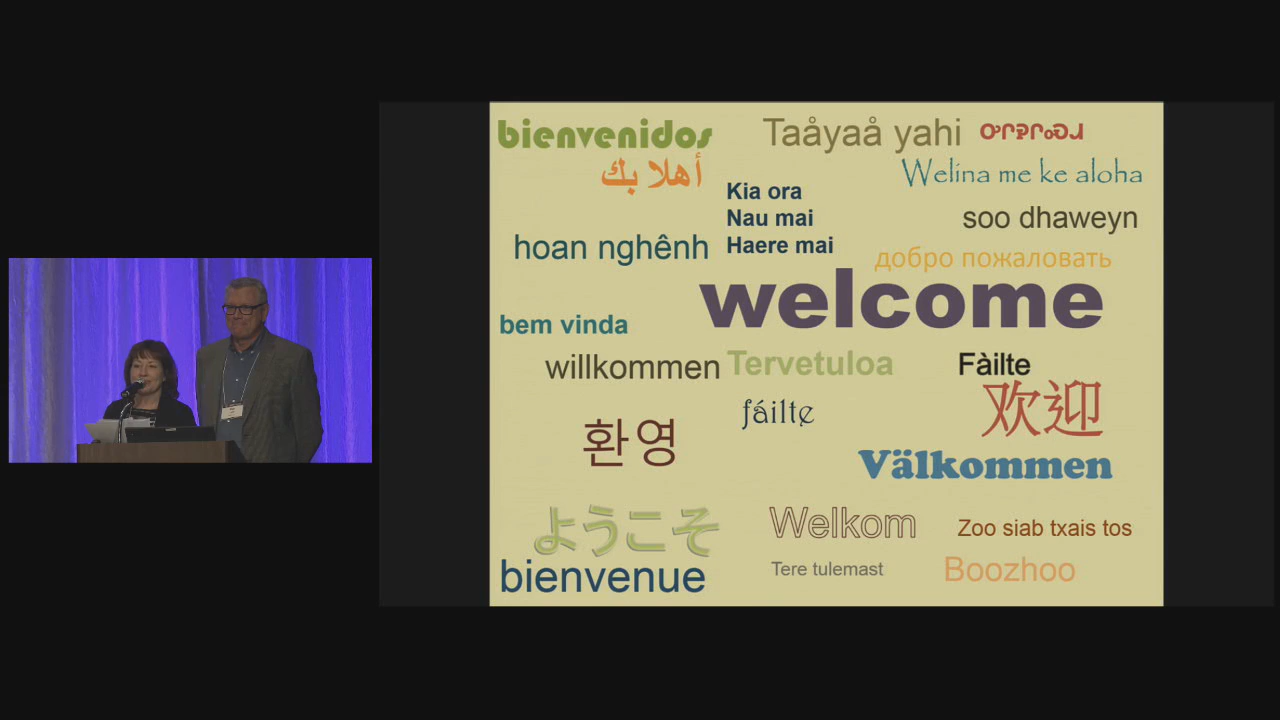 bienvenidos
Taåyaå yahi
أهلا بك
Welina me ke aloha
Kia ora
Nau mai
Haere mai
soo dhaweyn
hoan nghênh
добро пожаловать
welcome
bem vinda
willkommen
Tervetuloa
Fàilte
欢迎
fáilte
환영
Välkommen
ようこそ
Welkom
Zoo siab txais tos
bienvenue
Tere tulemast
Boozhoo